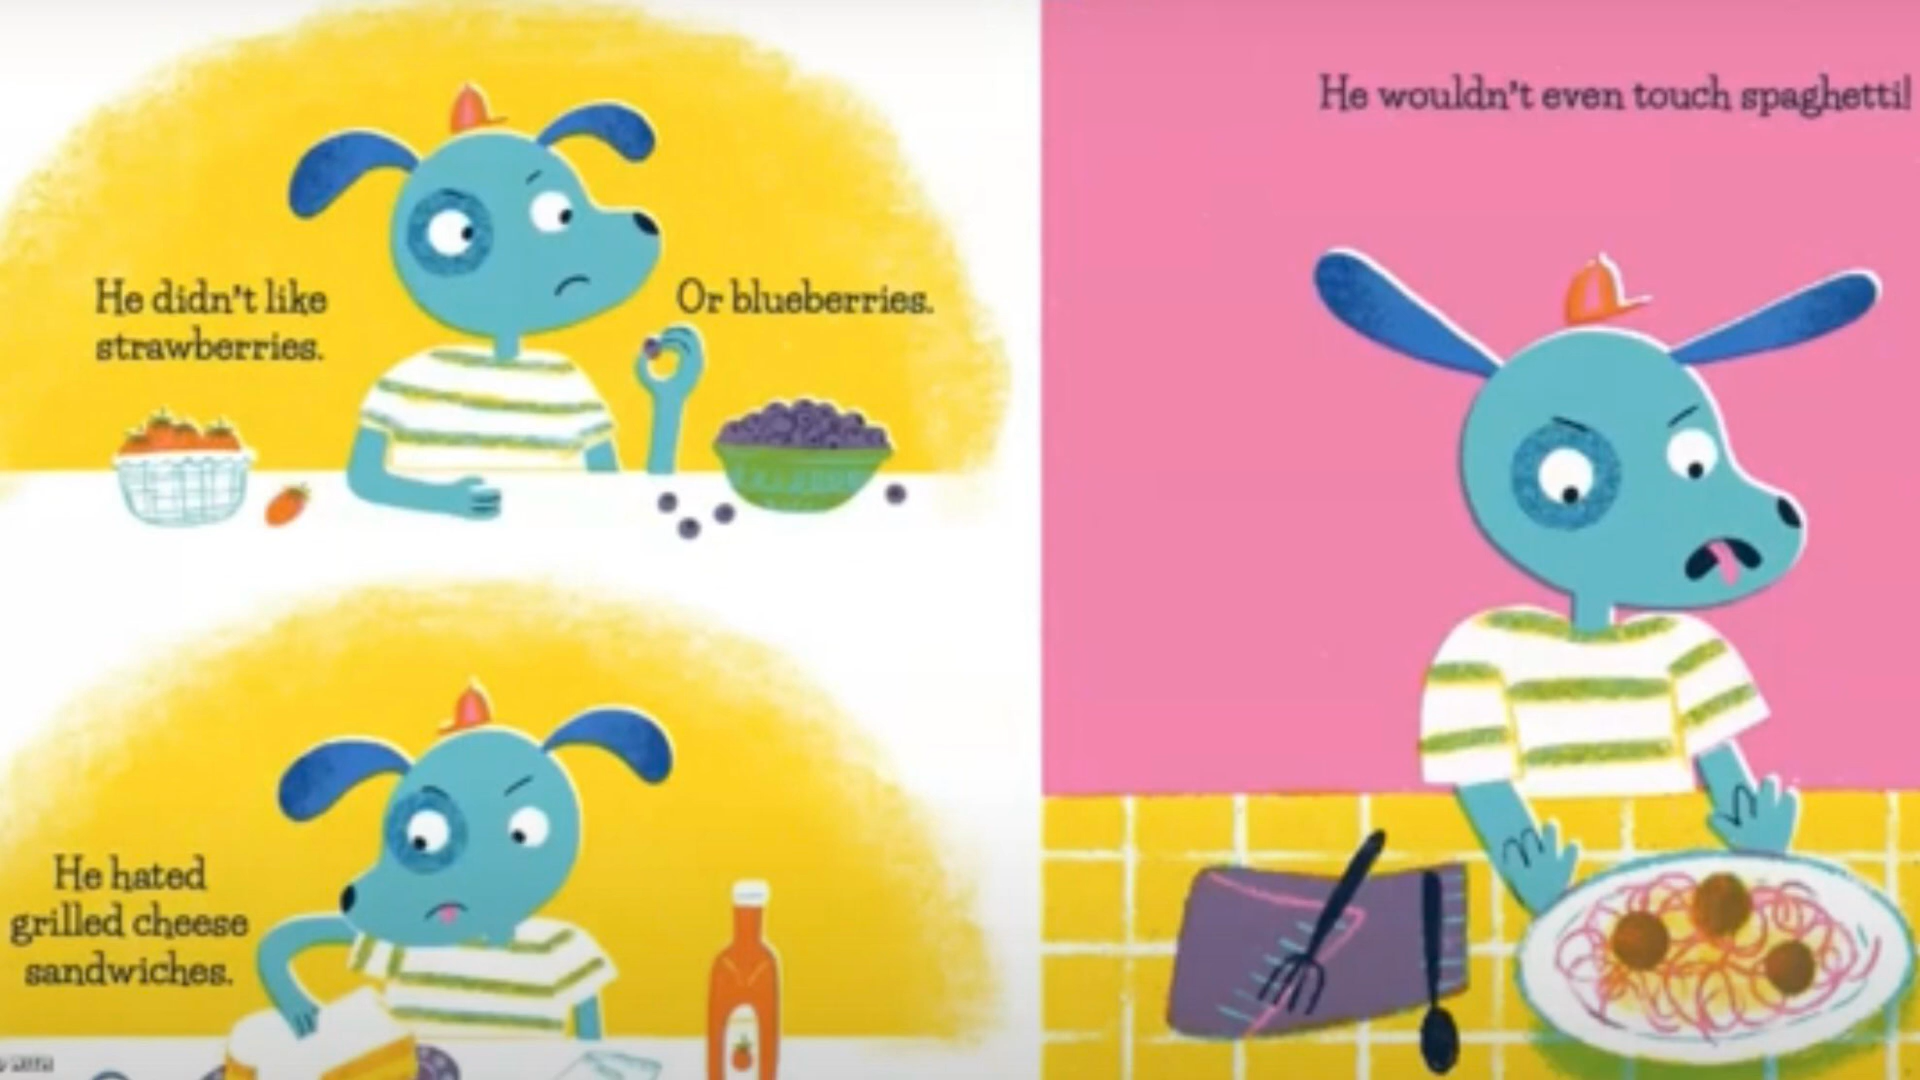 He didn't like
strawberries.
Or blueberries.
He hated
grilled cheese
sandwiches.
He wouldn't even touch spaghetti!